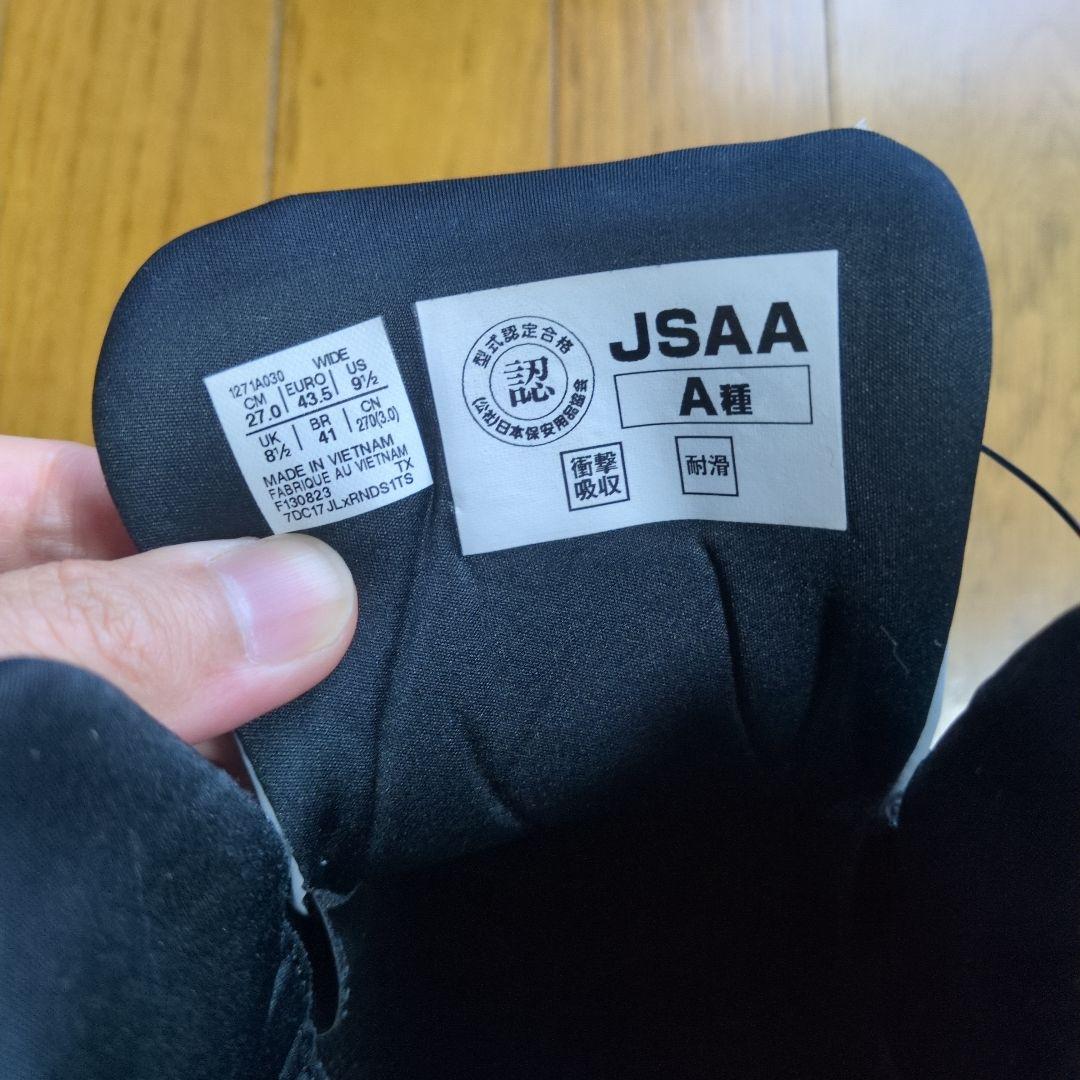 1271A030 WIDE
CM EURO US
27.0 43.5 9½
UK BR CN
8½ 41 270(3.0)
MADE IN VIETNAM
FABRIQUE AU VIETNAM
F130823 TX
7DC17JLxRNDS1TS
型式認定合格
認
(公社)日本保安用品協会
JSAA
A種
衝撃
吸収
耐滑